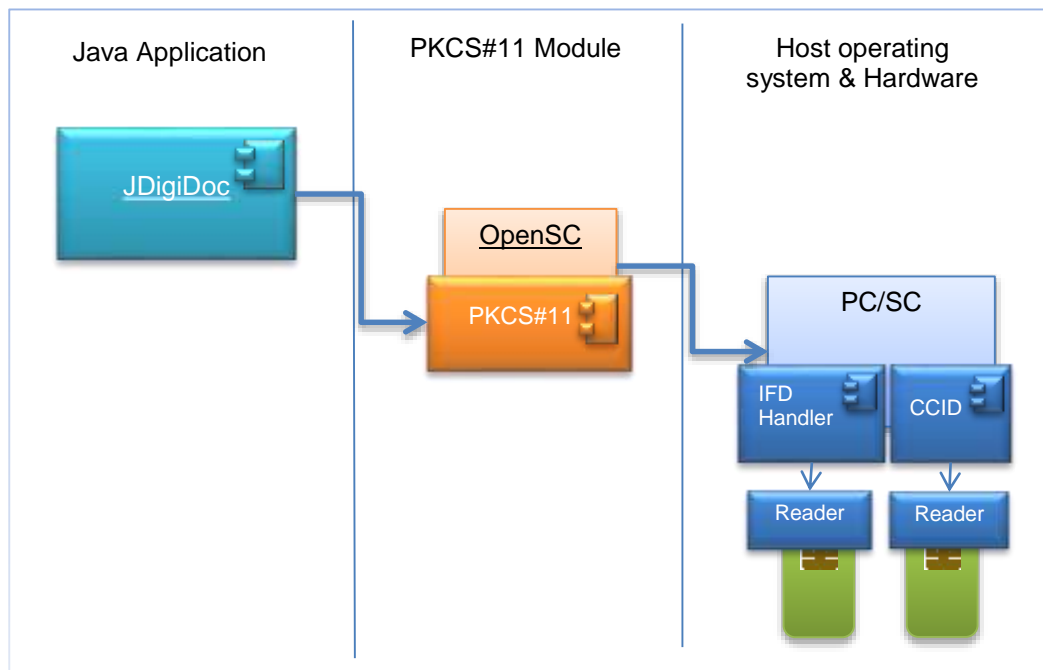 Java Application
PKCS#11 Module
Host operating
system & Hardware
JDigiDoc
OpenSC
PKCS#11
PC/SC
IFD
Handler
CCID
Reader
Reader